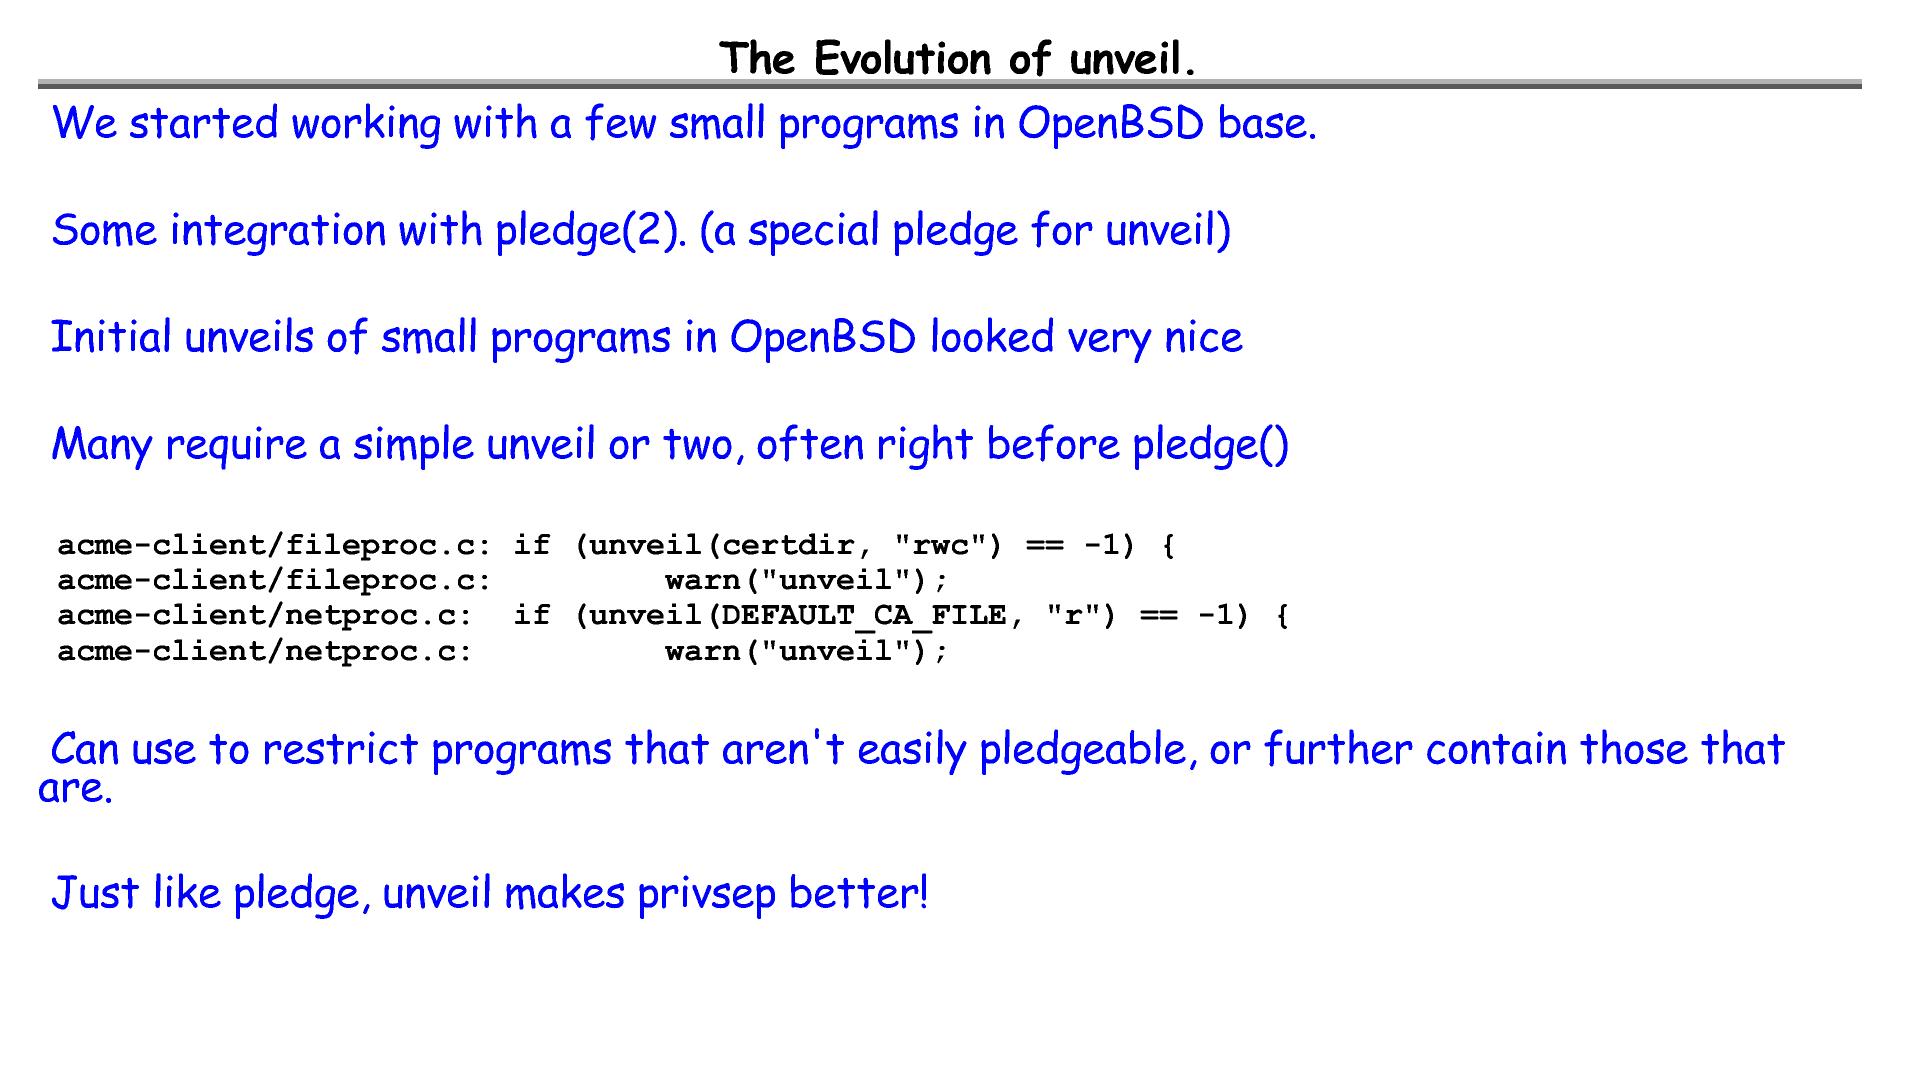 The Evolution of unveil.
We started working with a few small programs in OpenBSD base.
Some integration with pledge(2). (a special pledge for unveil)
Initial unveils of small programs in OpenBSD looked very nice
Many require a simple unveil or two, often right before pledge()
acme-client/fileproc.c: if (unveil(certdir, "rwc") == -1) {
acme-client/fileproc.c:         warn("unveil");
acme-client/netproc.c:  if (unveil(DEFAULT_CA_FILE, "r") == -1) {
acme-client/netproc.c:          warn("unveil");
Can use to restrict programs that aren't easily pledgeable, or further contain those that
are.
Just like pledge, unveil makes privsep better!